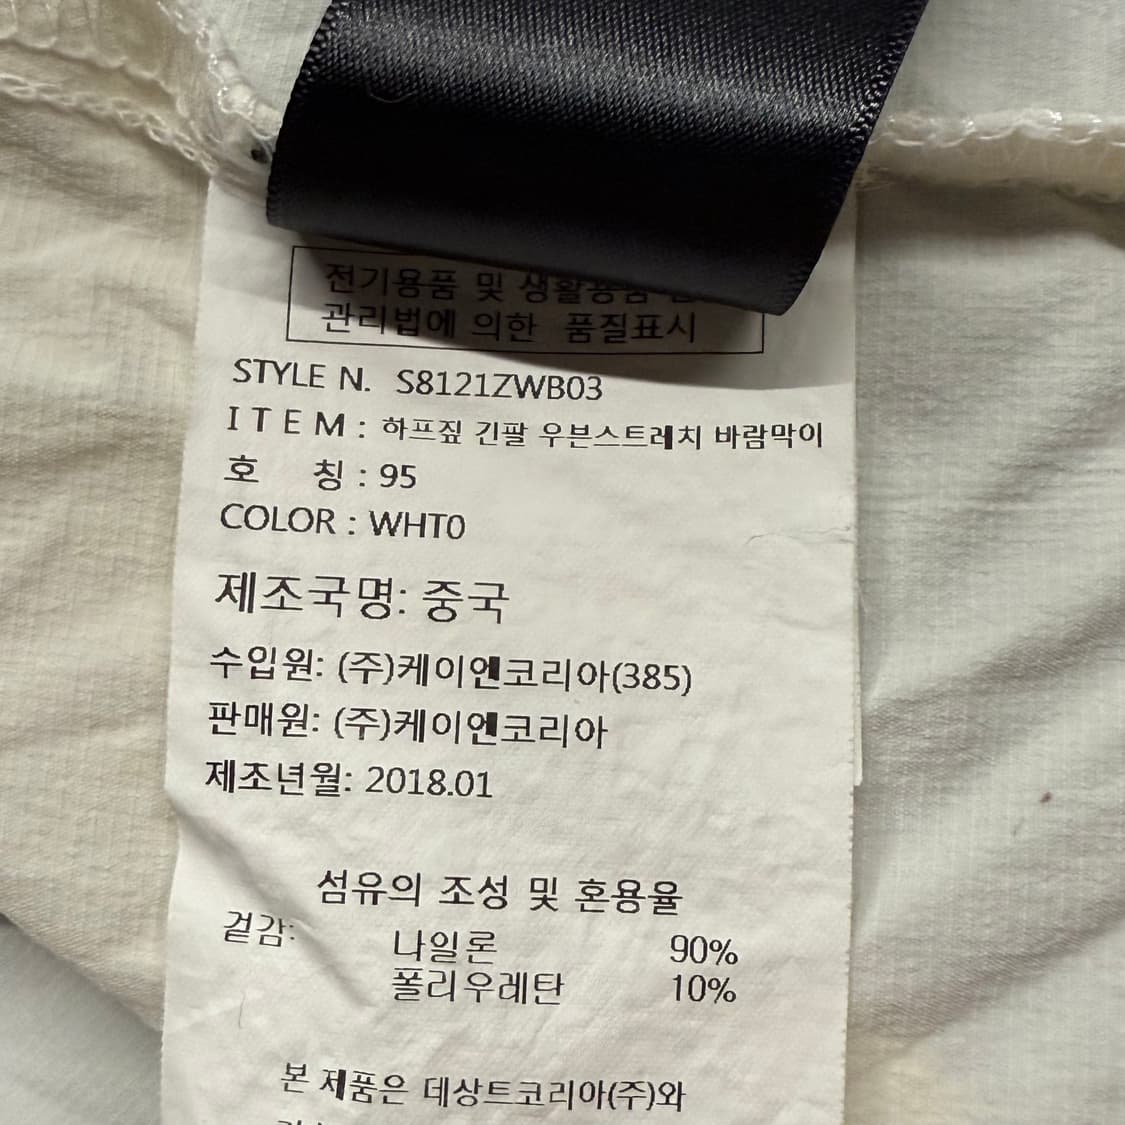 전기용품 및 생활용품
관리법에 의한 품질표시
STYLE N. S8121ZWB03
ITEM : 하프짚 긴팔 우븐스트레치 바람막이
호 칭 : 95
COLOR : WHT0
제조국명: 중국
수입원: (주)케이엔코리아(385)
판매원: (주)케이엔코리아
제조년월: 2018.01
섬유의 조성 및 혼용율
겉감: 나일론 90%
폴리우레탄 10%
본 제품은 데상트코리아(주)와